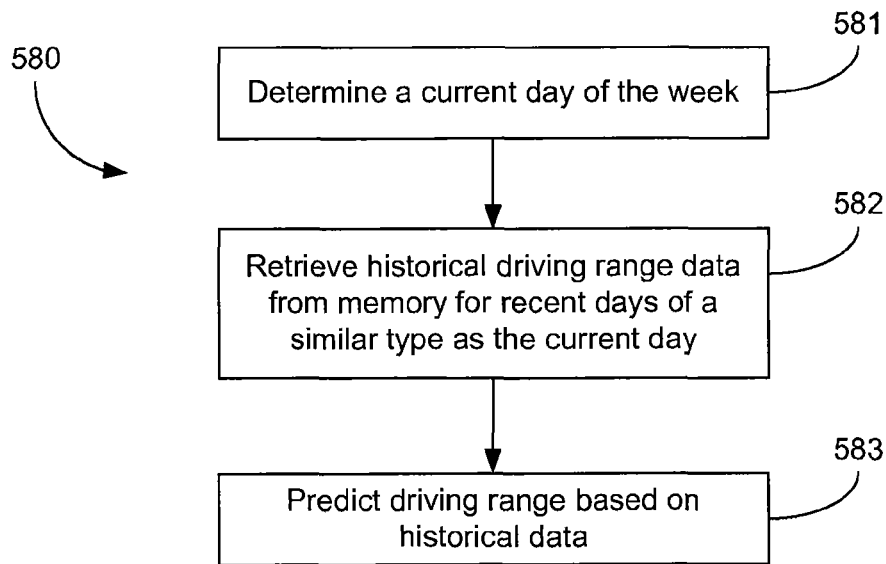 581
580
Determine a current day of the week
582
Retrieve historical driving range data
from memory for recent days of a
similar type as the current day
583
Predict driving range based on
historical data